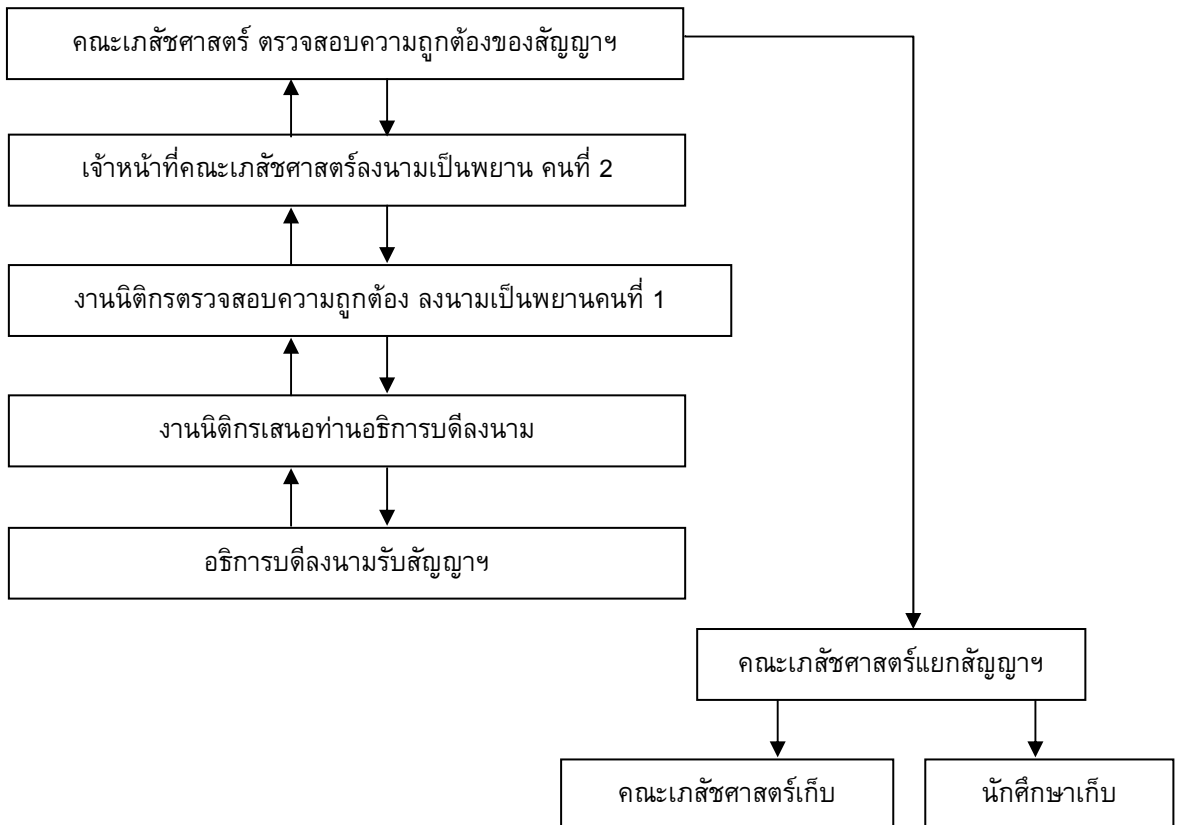 คณะเภสัชศาสตร์ ตรวจสอบความถูกต้องของสัญญาฯ
เจ้าหน้าที่คณะเภสัชศาสตร์ลงนามเป็นพยาน คนที่ 2
งานนิติกรตรวจสอบความถูกต้อง ลงนามเป็นพยานคนที่ 1
งานนิติกรเสนอท่านอธิการบดีลงนาม
อธิการบดีลงนามรับสัญญาฯ
คณะเภสัชศาสตร์แยกสัญญาฯ
คณะเภสัชศาสตร์เก็บ
นักศึกษาเก็บ